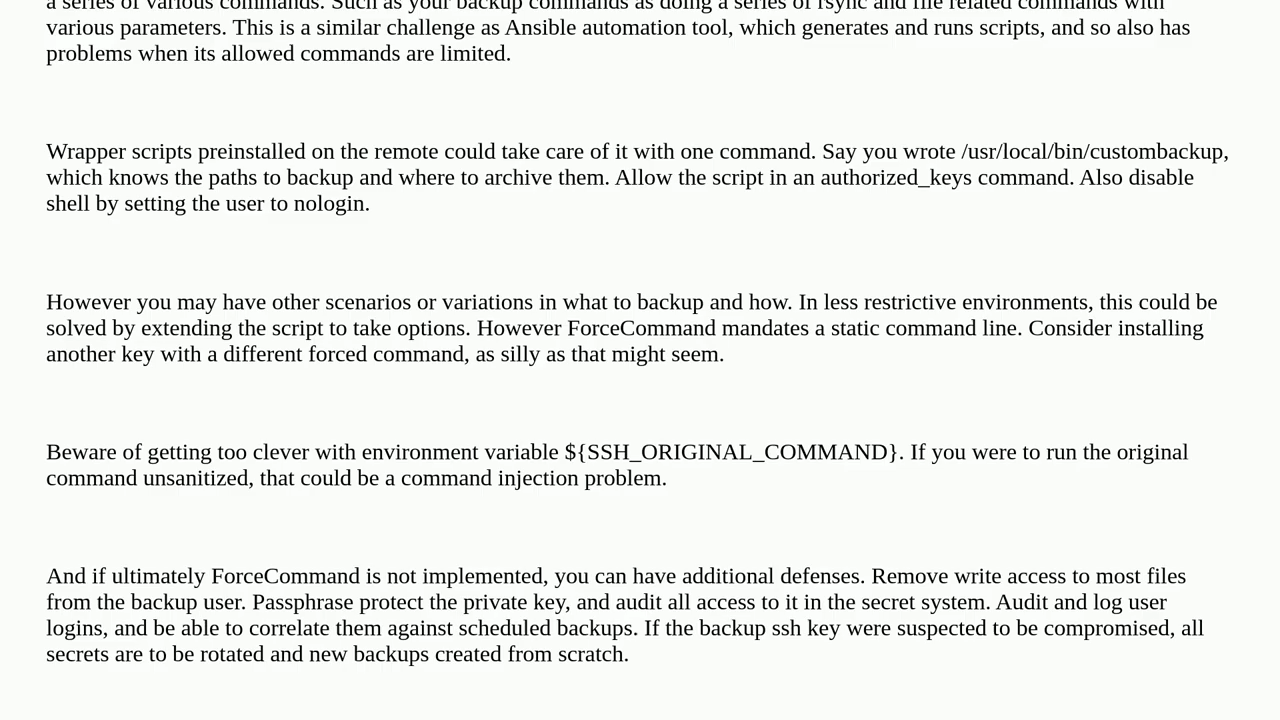 a series of various commands. Such as your backup commands as doing a series of rsync and file related commands with
various parameters. This is a similar challenge as Ansible automation tool, which generates and runs scripts, and so also has
problems when its allowed commands are limited.
Wrapper scripts preinstalled on the remote could take care of it with one command. Say you wrote /usr/local/bin/custombackup,
which knows the paths to backup and where to archive them. Allow the script in an authorized_keys command. Also disable
shell by setting the user to nologin.
However you may have other scenarios or variations in what to backup and how. In less restrictive environments, this could be
solved by extending the script to take options. However ForceCommand mandates a static command line. Consider installing
another key with a different forced command, as silly as that might seem.
Beware of getting too clever with environment variable ${SSH_ORIGINAL_COMMAND}. If you were to run the original
command unsanitized, that could be a command injection problem.
And if ultimately ForceCommand is not implemented, you can have additional defenses. Remove write access to most files
from the backup user. Passphrase protect the private key, and audit all access to it in the secret system. Audit and log user
logins, and be able to correlate them against scheduled backups. If the backup ssh key were suspected to be compromised, all
secrets are to be rotated and new backups created from scratch.